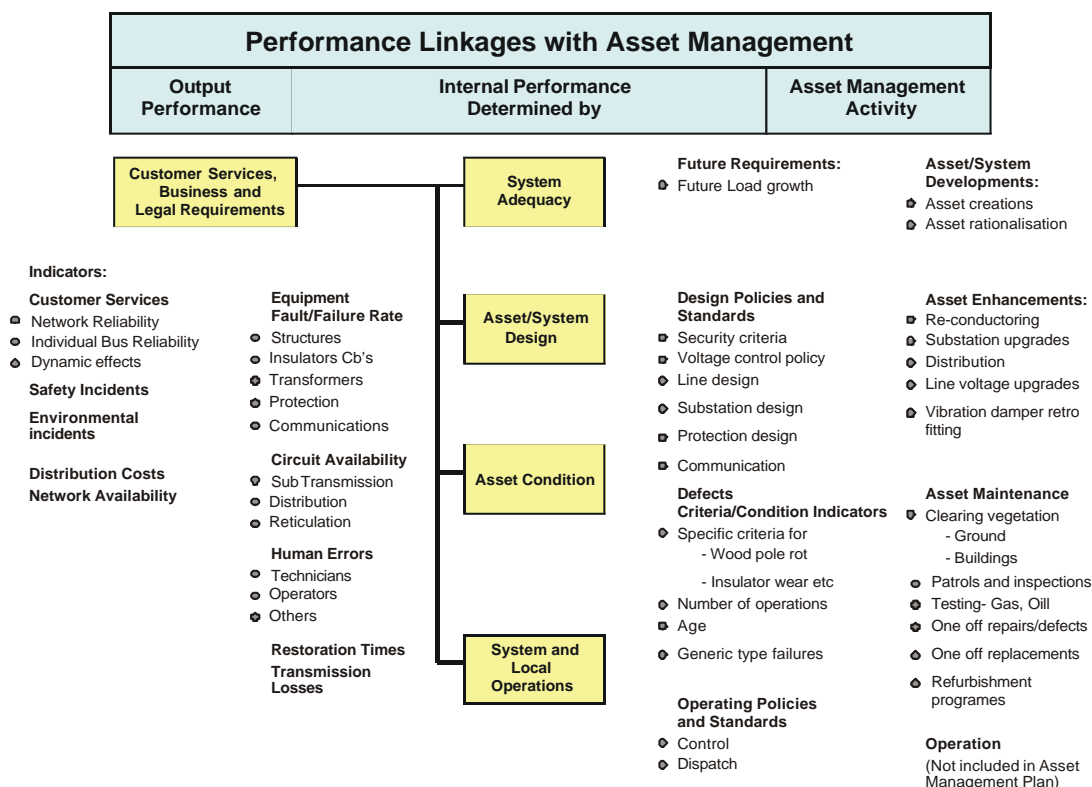 Performance Linkages with Asset Management
Output
Performance
Internal Performance
Determined by
Asset Management
Activity
Customer Services,
Business and
Legal Requirements
Indicators:
Customer Services
Network Reliability
Individual Bus Reliability
Dynamic effects
Safety Incidents
Environmental
incidents
Distribution Costs
Network Availability
Equipment
Fault/Failure Rate
Structures
Insulators Cb's
Transformers
Protection
Communications
Circuit Availability
Sub Transmission
Distribution
Reticulation
Human Errors
Technicians
Operators
Others
Restoration Times
Transmission
Losses
System
Adequacy
Asset/System
Design
Asset Condition
System and
Local
Operations
Future Requirements:
Future Load growth
Design Policies and
Standards
Security criteria
Voltage control policy
Line design
Substation design
Protection design
Communication
Defects
Criteria/Condition Indicators
Specific criteria for
- Wood pole rot
- Insulator wear etc
Number of operations
Age
Generic type failures
Operating Policies
and Standards
Control
Dispatch
Asset/System
Developments:
Asset creations
Asset rationalisation
Asset Enhancements:
Re-conductoring
Substation upgrades
Distribution
Line voltage upgrades
Vibration damper retro
fitting
Asset Maintenance
Clearing vegetation
- Ground
- Buildings
Patrols and inspections
Testing- Gas, Oill
One off repairs/defects
One off replacements
Refurbishment
programes
Operation
(Not included in Asset
Management Plan)